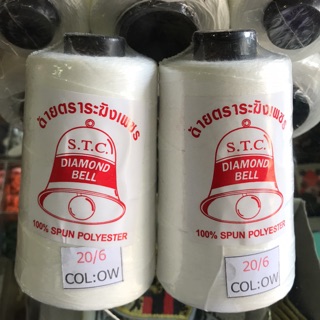 ด้ายตราระฆังเพชร
S.T.C.
DIAMOND
BELL
100% SPUN POLYESTER
20/6
COL:OW
ด้ายตราระฆังเพชร
S.T.C.
DIAMOND
BELL
100% SPUN POLYESTER
20/6
COL:OW